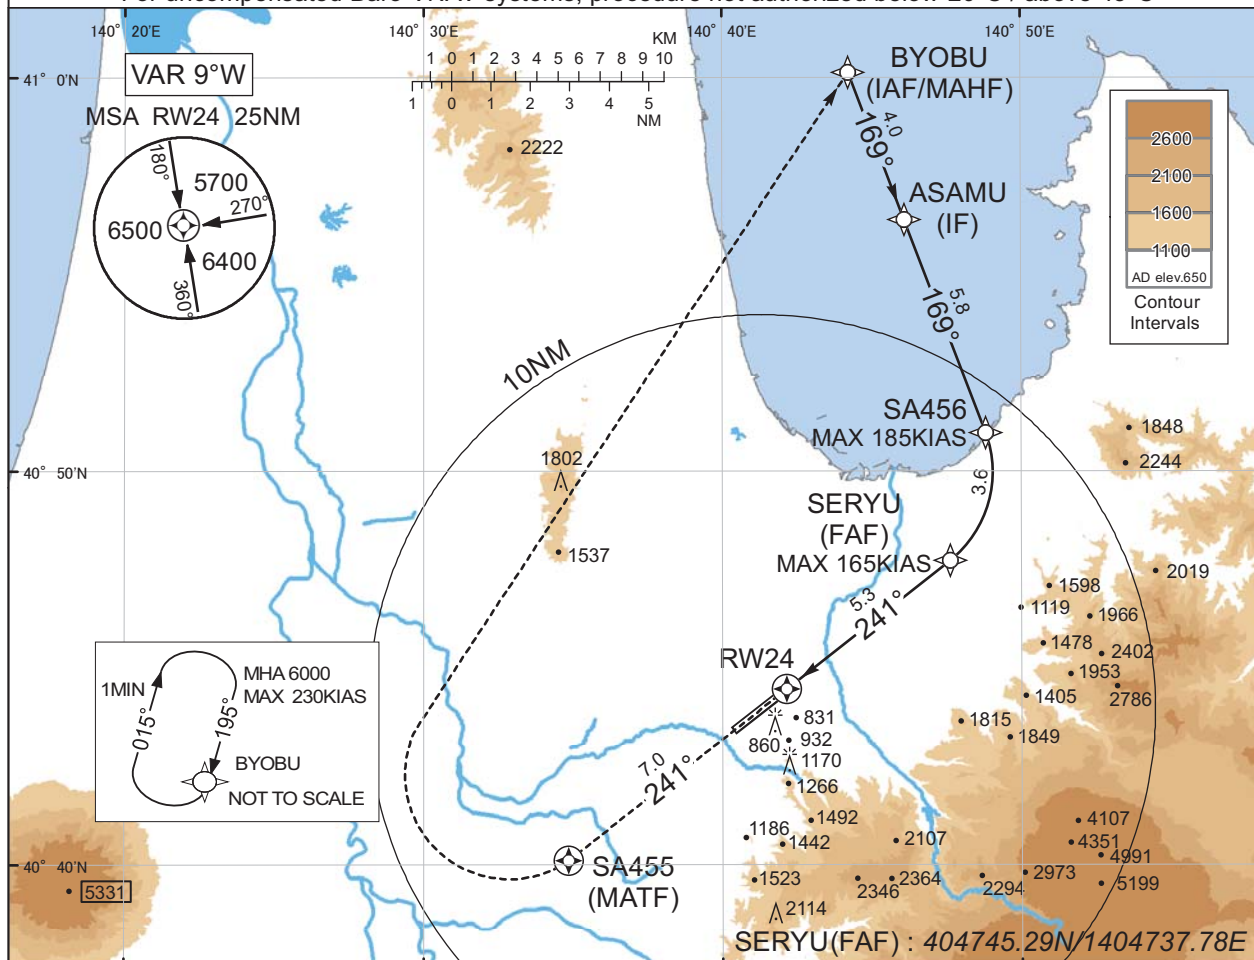 140° 20'E
140° 30'E
140° 40'E
140° 50'E
41° 0'N
VAR 9°W
MSA RW24 25NM
180°
5700
270°
6500
6400
360°
KM
1 0 1 2 3 4 5 6 7 8 9 10
1 0 1 2 3 4 5
NM
2222
BYOBU
(IAF/MAHF)
4.0
169°
ASAMU
(IF)
5.8
169°
2600
2100
1600
1100
AD elev.650
Contour
Intervals
10NM
SA456
MAX 185KIAS
3.6
1848
2244
40° 50'N
1802
1537
SERYU
(FAF)
MAX 165KIAS
5.3
241°
2019
1598
1119
1966
1478
2402
1953
2786
1405
1815
1849
RW24
831
860
932
1170
1266
MHA 6000
MAX 230KIAS
1MIN
015°
195°
BYOBU
NOT TO SCALE
7.0
241°
1492
1186
1442
2107
4107
4351
4991
40° 40'N
5331
SA455
(MATF)
1523
2346
2364
2294
2973
5199
2114
SERYU(FAF) : 404745.29N/1404737.78E